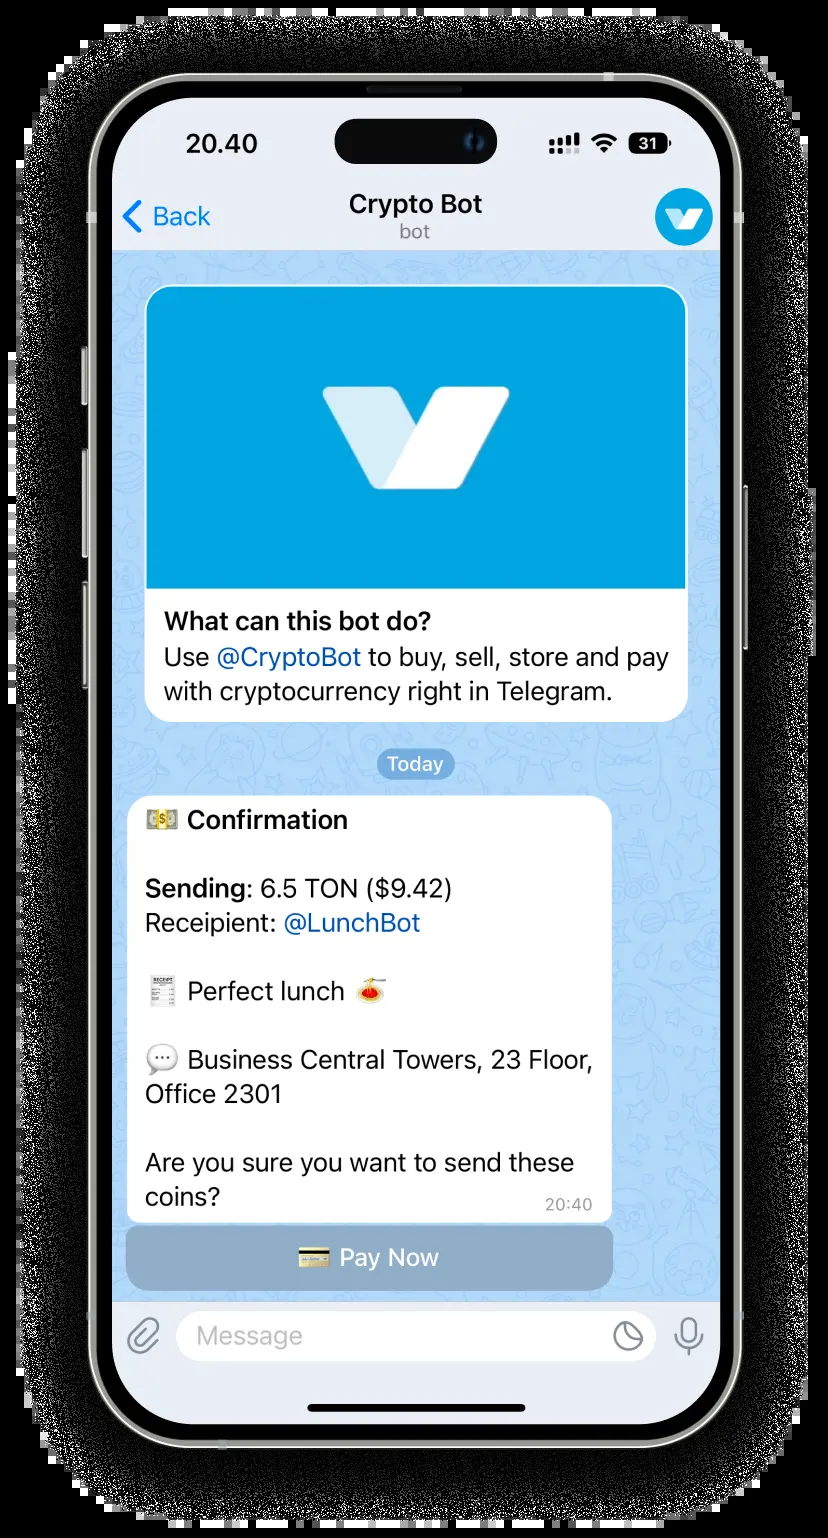 20.40
31
Back
Crypto Bot
bot
What can this bot do?
Use @CryptoBot to buy, sell, store and pay
with cryptocurrency right in Telegram.
Today
💵 Confirmation
Sending: 6.5 TON ($9.42)
Receipient: @LunchBot
🧾 Perfect lunch 🍝
💬 Business Central Towers, 23 Floor,
Office 2301
Are you sure you want to send these
coins?
20:40
💳 Pay Now
Message